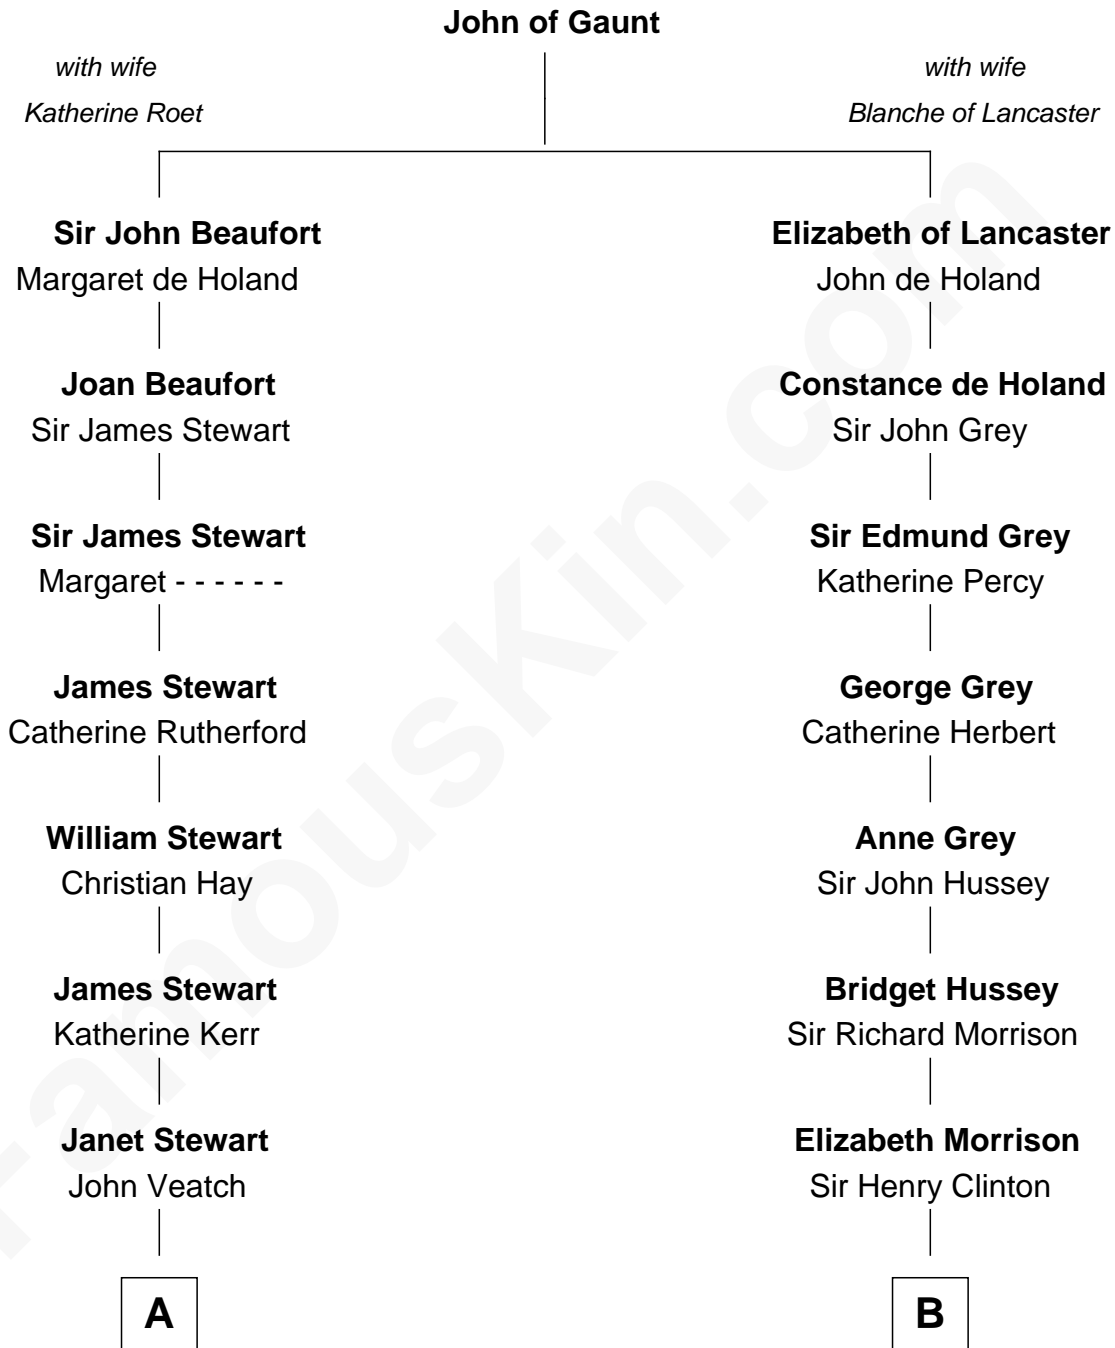 John of Gaunt
with wife
Katherine Roet
with wife
Blanche of Lancaster
Sir John Beaufort
Margaret de Holand
Elizabeth of Lancaster
John de Holand
Joan Beaufort
Sir James Stewart
Constance de Holand
Sir John Grey
Sir James Stewart
Margaret - - - - - -
Sir Edmund Grey
Katherine Percy
James Stewart
Catherine Rutherford
George Grey
Catherine Herbert
William Stewart
Christian Hay
Anne Grey
Sir John Hussey
James Stewart
Katherine Kerr
Bridget Hussey
Sir Richard Morrison
Janet Stewart
John Veatch
Elizabeth Morrison
Sir Henry Clinton
A
B
FamousKin.com